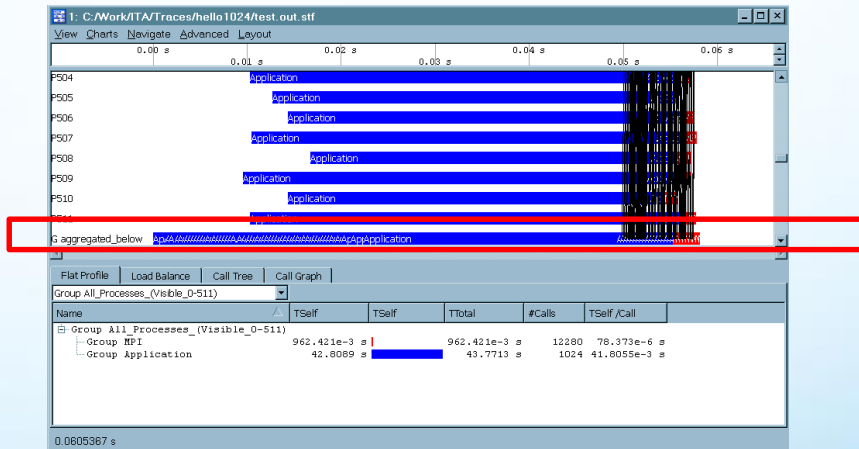 1: C:/Work/ITA/Traces/hello1024/test.out.stf
View Charts Navigate Advanced Layout
0.00 s 0.02 s 0.04 s 0.06 s
0.01 s 0.03 s 0.05 s
P504 Application
P505 Application
P506 Application
P507 Application
P508 Application
P509 Application
P510 Application
P511 Application
G aggregated_below Application
Flat Profile Load Balance Call Tree Call Graph
Group All_Processes_(Visible_0-511)
Name TSelf TSelf TTotal #Calls TSelf /Call
Group All_Processes_(Visible_0-511)
Group MPI 962.421e-3 s 962.421e-3 s 12280 78.373e-6 s
Group Application 42.8089 s 43.7713 s 1024 41.8055e-3 s
0.0605367 s